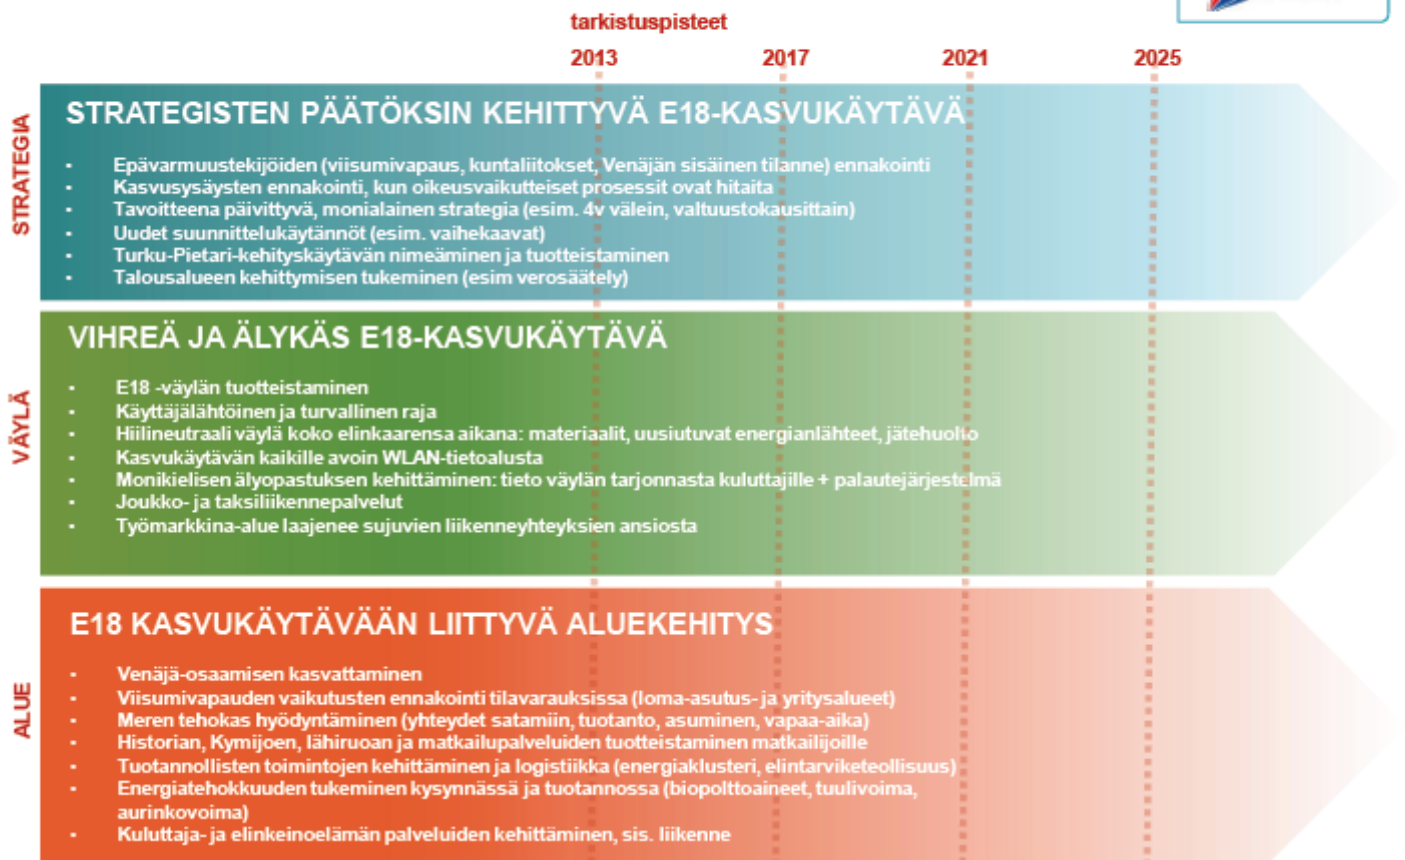 tarkistuspisteet
2013 2017 2021 2025
STRATEGIA
STRATEGISTEN PÄÄTÖKSIN KEHITTYVÄ E18-KASVUKÄYTÄVÄ
▪ Epävarmuustekijöiden (viisumivapaus, kuntaliitokset, Venäjän sisäinen tilanne) ennakointi
▪ Kasvusysäysten ennakointi, kun oikeusvaikutteiset prosessit ovat hitaita
▪ Tavoitteena päivittyvä, monialainen strategia (esim. 4v välein, valtuustokausittain)
▪ Uudet suunnittelukäytännöt (esim. vaihekaavat)
▪ Turku-Pietari-kehityskäytävän nimeäminen ja tuotteistaminen
▪ Talousalueen kehittymisen tukeminen (esim verosäätely)
VÄYLÄ
VIHREÄ JA ÄLYKÄS E18-KASVUKÄYTÄVÄ
▪ E18 -väylän tuotteistaminen
▪ Käyttäjälähtöinen ja turvallinen raja
▪ Hiilineutraali väylä koko elinkaarensa aikana: materiaalit, uusiutuvat energianlähteet, jätehuolto
▪ Kasvukäytävän kaikille avoin WLAN-tietoalusta
▪ Monikielisen älyopastuksen kehittäminen: tieto väylän tarjonnasta kuluttajille + palautejärjestelmä
▪ Joukko- ja taksiliikennepalvelut
▪ Työmarkkina-alue laajenee sujuvien liikenneyhteyksien ansiosta
ALUE
E18 KASVUKÄYTÄVÄÄN LIITTYVÄ ALUEKEHITYS
▪ Venäjä-osaamisen kasvattaminen
▪ Viisumivapauden vaikutusten ennakointi tilavarauksissa (loma-asutus- ja yritysalueet)
▪ Meren tehokas hyödyntäminen (yhteydet satamiin, tuotanto, asuminen, vapaa-aika)
▪ Historian, Kymijoen, lähiruoan ja matkailupalveluiden tuotteistaminen matkailijoille
▪ Tuotannollisten toimintojen kehittäminen ja logistiikka (energiaklusteri, elintarviketeollisuus)
▪ Energiatehokkuuden tukeminen kysynnässä ja tuotannossa (biopolttoaineet, tuulivoima,
aurinkovoima)
▪ Kuluttaja- ja elinkeinoelämän palveluiden kehittäminen, sis. liikenne